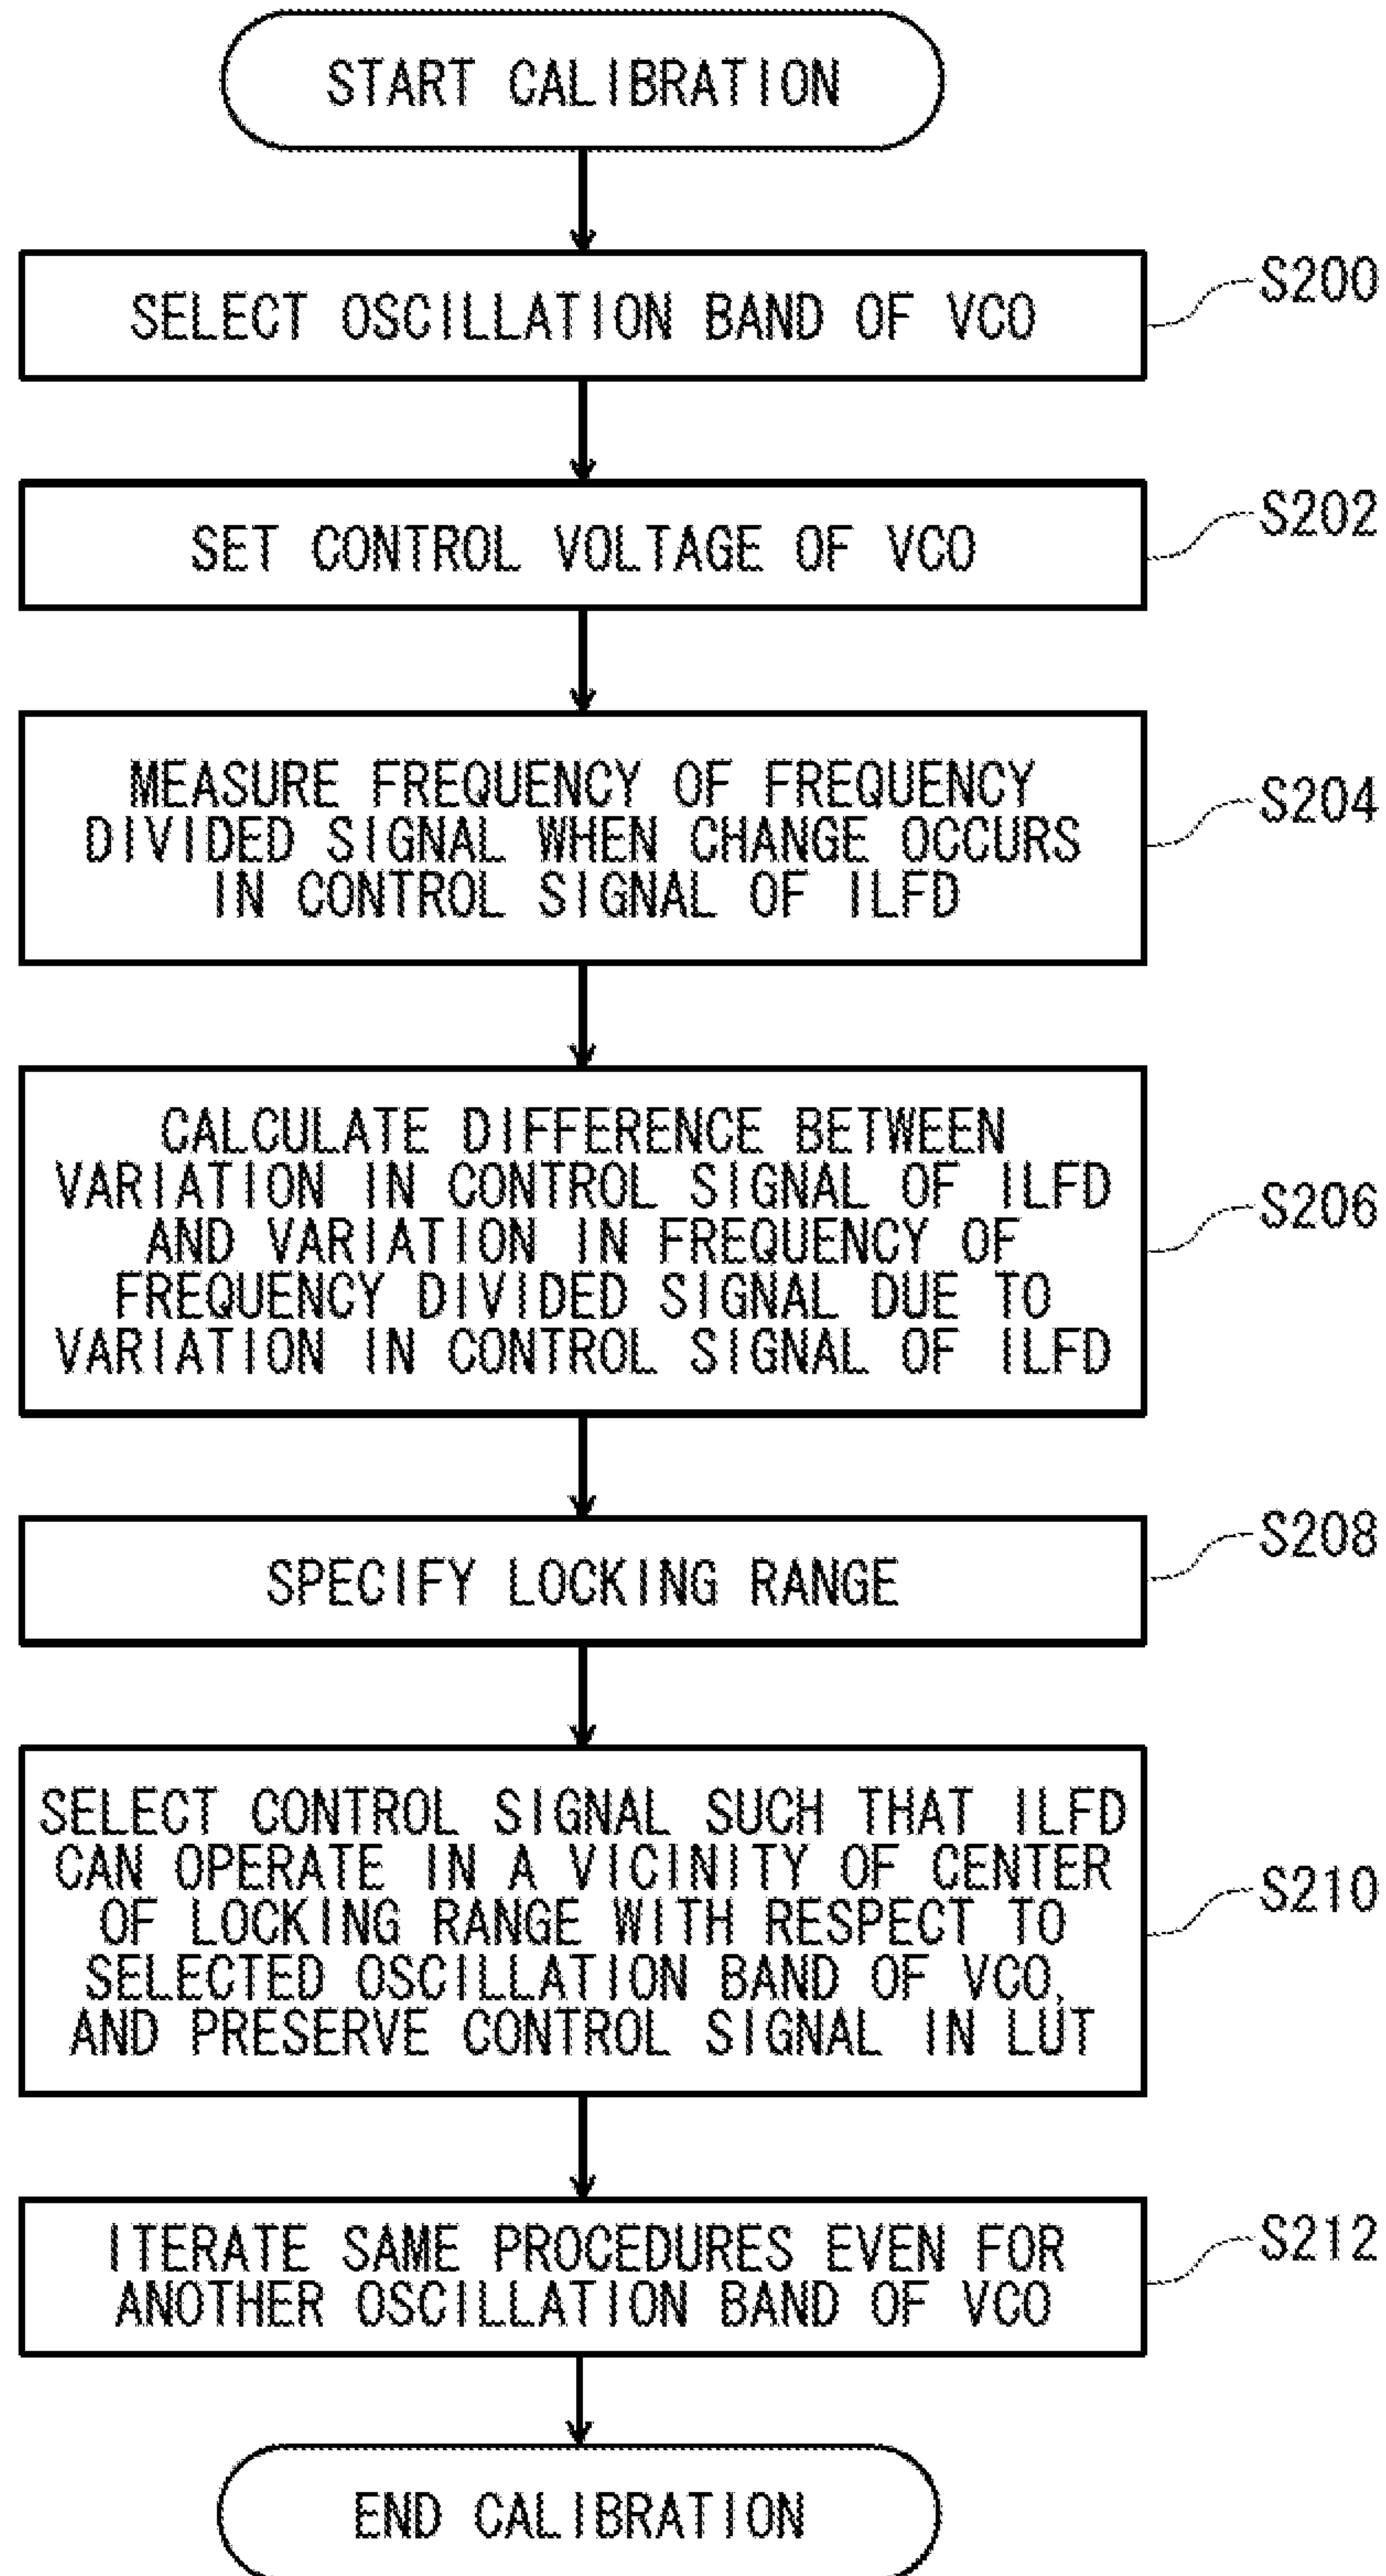 START CALIBRATION
SELECT OSCILLATION BAND OF VCO
S200
SET CONTROL VOLTAGE OF VCO
S202
MEASURE FREQUENCY OF FREQUENCY
DIVIDED SIGNAL WHEN CHANGE OCCURS
IN CONTROL SIGNAL OF ILFD
S204
CALCULATE DIFFERENCE BETWEEN
VARIATION IN CONTROL SIGNAL OF ILFD
AND VARIATION IN FREQUENCY OF
FREQUENCY DIVIDED SIGNAL DUE TO
VARIATION IN CONTROL SIGNAL OF ILFD
S206
SPECIFY LOCKING RANGE
S208
SELECT CONTROL SIGNAL SUCH THAT ILFD
CAN OPERATE IN A VICINITY OF CENTER
OF LOCKING RANGE WITH RESPECT TO
SELECTED OSCILLATION BAND OF VCO,
AND PRESERVE CONTROL SIGNAL IN LUT
S210
ITERATE SAME PROCEDURES EVEN FOR
ANOTHER OSCILLATION BAND OF VCO
S212
END CALIBRATION